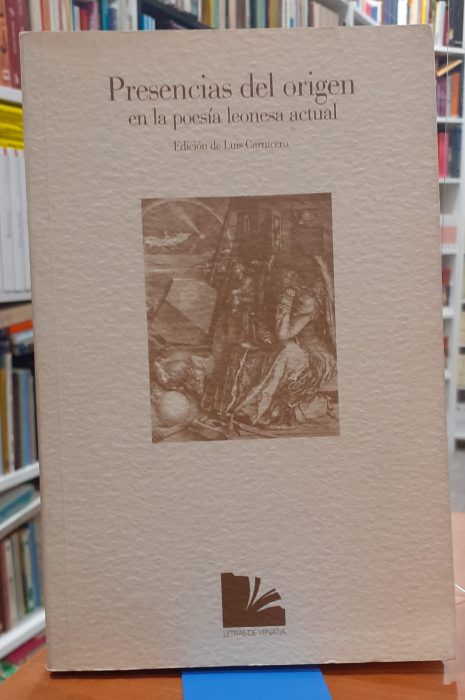 Presencias del origen
en la poesía leonesa actual
Edición de Luis Carnicero
LETRAS DE VENATIA